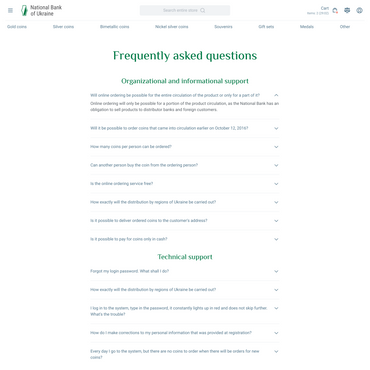 National Bank
of Ukraine
Search entire store
Cart
Gold coins
Silver coins
Bimetallic coins
Nickel silver coins
Souvenirs
Gift sets
Medals
Other
Frequently asked questions
Organizational and informational support
Will online ordering be possible for the entire circulation of the product or only for a part of it?
Online ordering will only be possible for a portion of the product circulation, as the National Bank has an
obligation to sell products to distributor banks and foreign customers.
Will it be possible to order coins that came into circulation earlier on October 12, 2010?
How many coins per person can be ordered?
Can another person buy the coin from the ordering person?
Is the online ordering service free?
How exactly will the distribution by regions of Ukraine be carried out?
Is it possible to deliver ordered coins to the customer's address?
Is it possible to pay for coins only in cash?
Technical support
Forgot my login password. What shall I do?
How exactly will the distribution by regions of Ukraine be carried out?
I log in to the system, type in the password, it constantly lights up in red and does not skip further.
What's the trouble?
How do I make corrections to my personal information that was provided at registration?
Every day I go to the system, but there are no coins to order when there will be orders for new
coins?